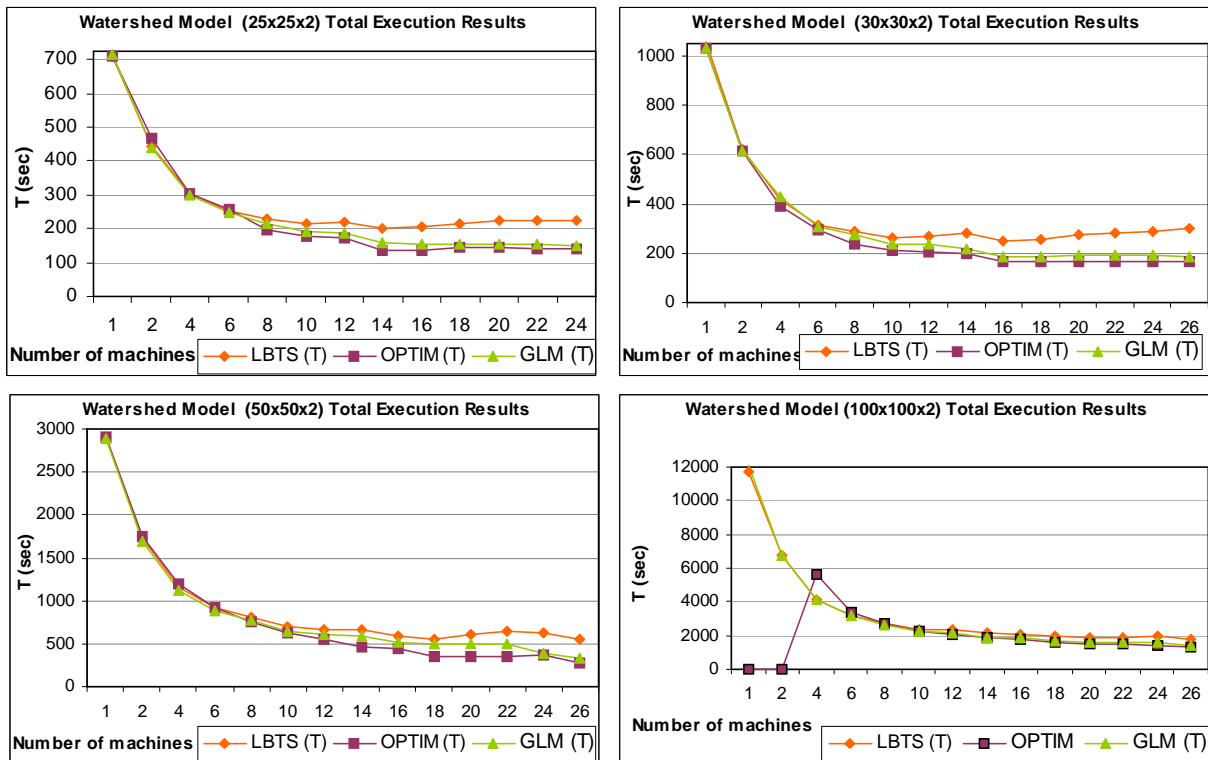 Watershed Model (25x25x2) Total Execution Results
700
600
500
400
300
200
100
0
T (sec)
1 2 4 6 8 10 12 14 16 18 20 22 24
Number of machines
LBTS (T) OPTIM (T) GLM (T)
Watershed Model (30x30x2) Total Execution Results
1000
800
600
400
200
0
T (sec)
1 2 4 6 8 10 12 14 16 18 20 22 24 26
Number of machines
LBTS (T) OPTIM (T) GLM (T)
Watershed Model (50x50x2) Total Execution Results
3000
2500
2000
1500
1000
500
0
T (sec)
1 2 4 6 8 10 12 14 16 18 20 22 24 26
Number of machines
LBTS (T) OPTIM (T) GLM (T)
Watershed Model (100x100x2) Total Execution Results
12000
10000
8000
6000
4000
2000
0
T (sec)
1 2 4 6 8 10 12 14 16 18 20 22 24 26
Number of machines
LBTS (T) OPTIM GLM (T)